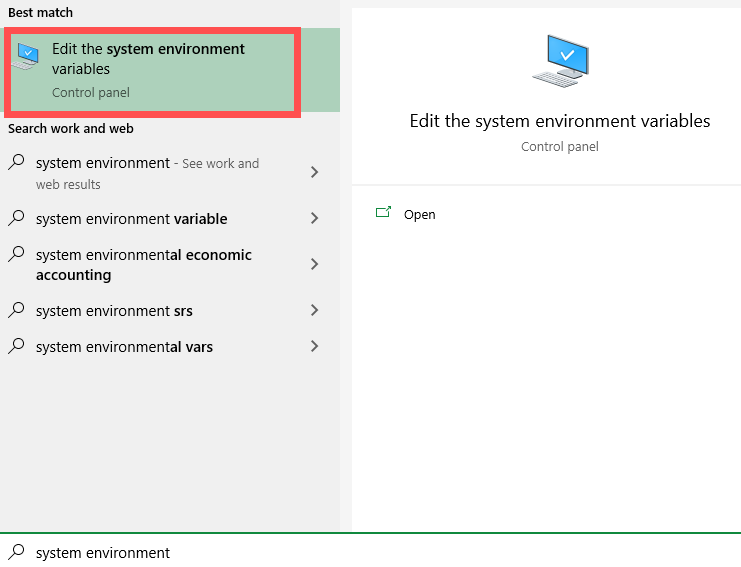 Best match
Edit the system environment
variables
Control panel
Search work and web
system environment - See work and
web results
system environment variable
system environmental economic
accounting
system environment srs
system environmental vars
Edit the system environment variables
Control panel
Open
system environment